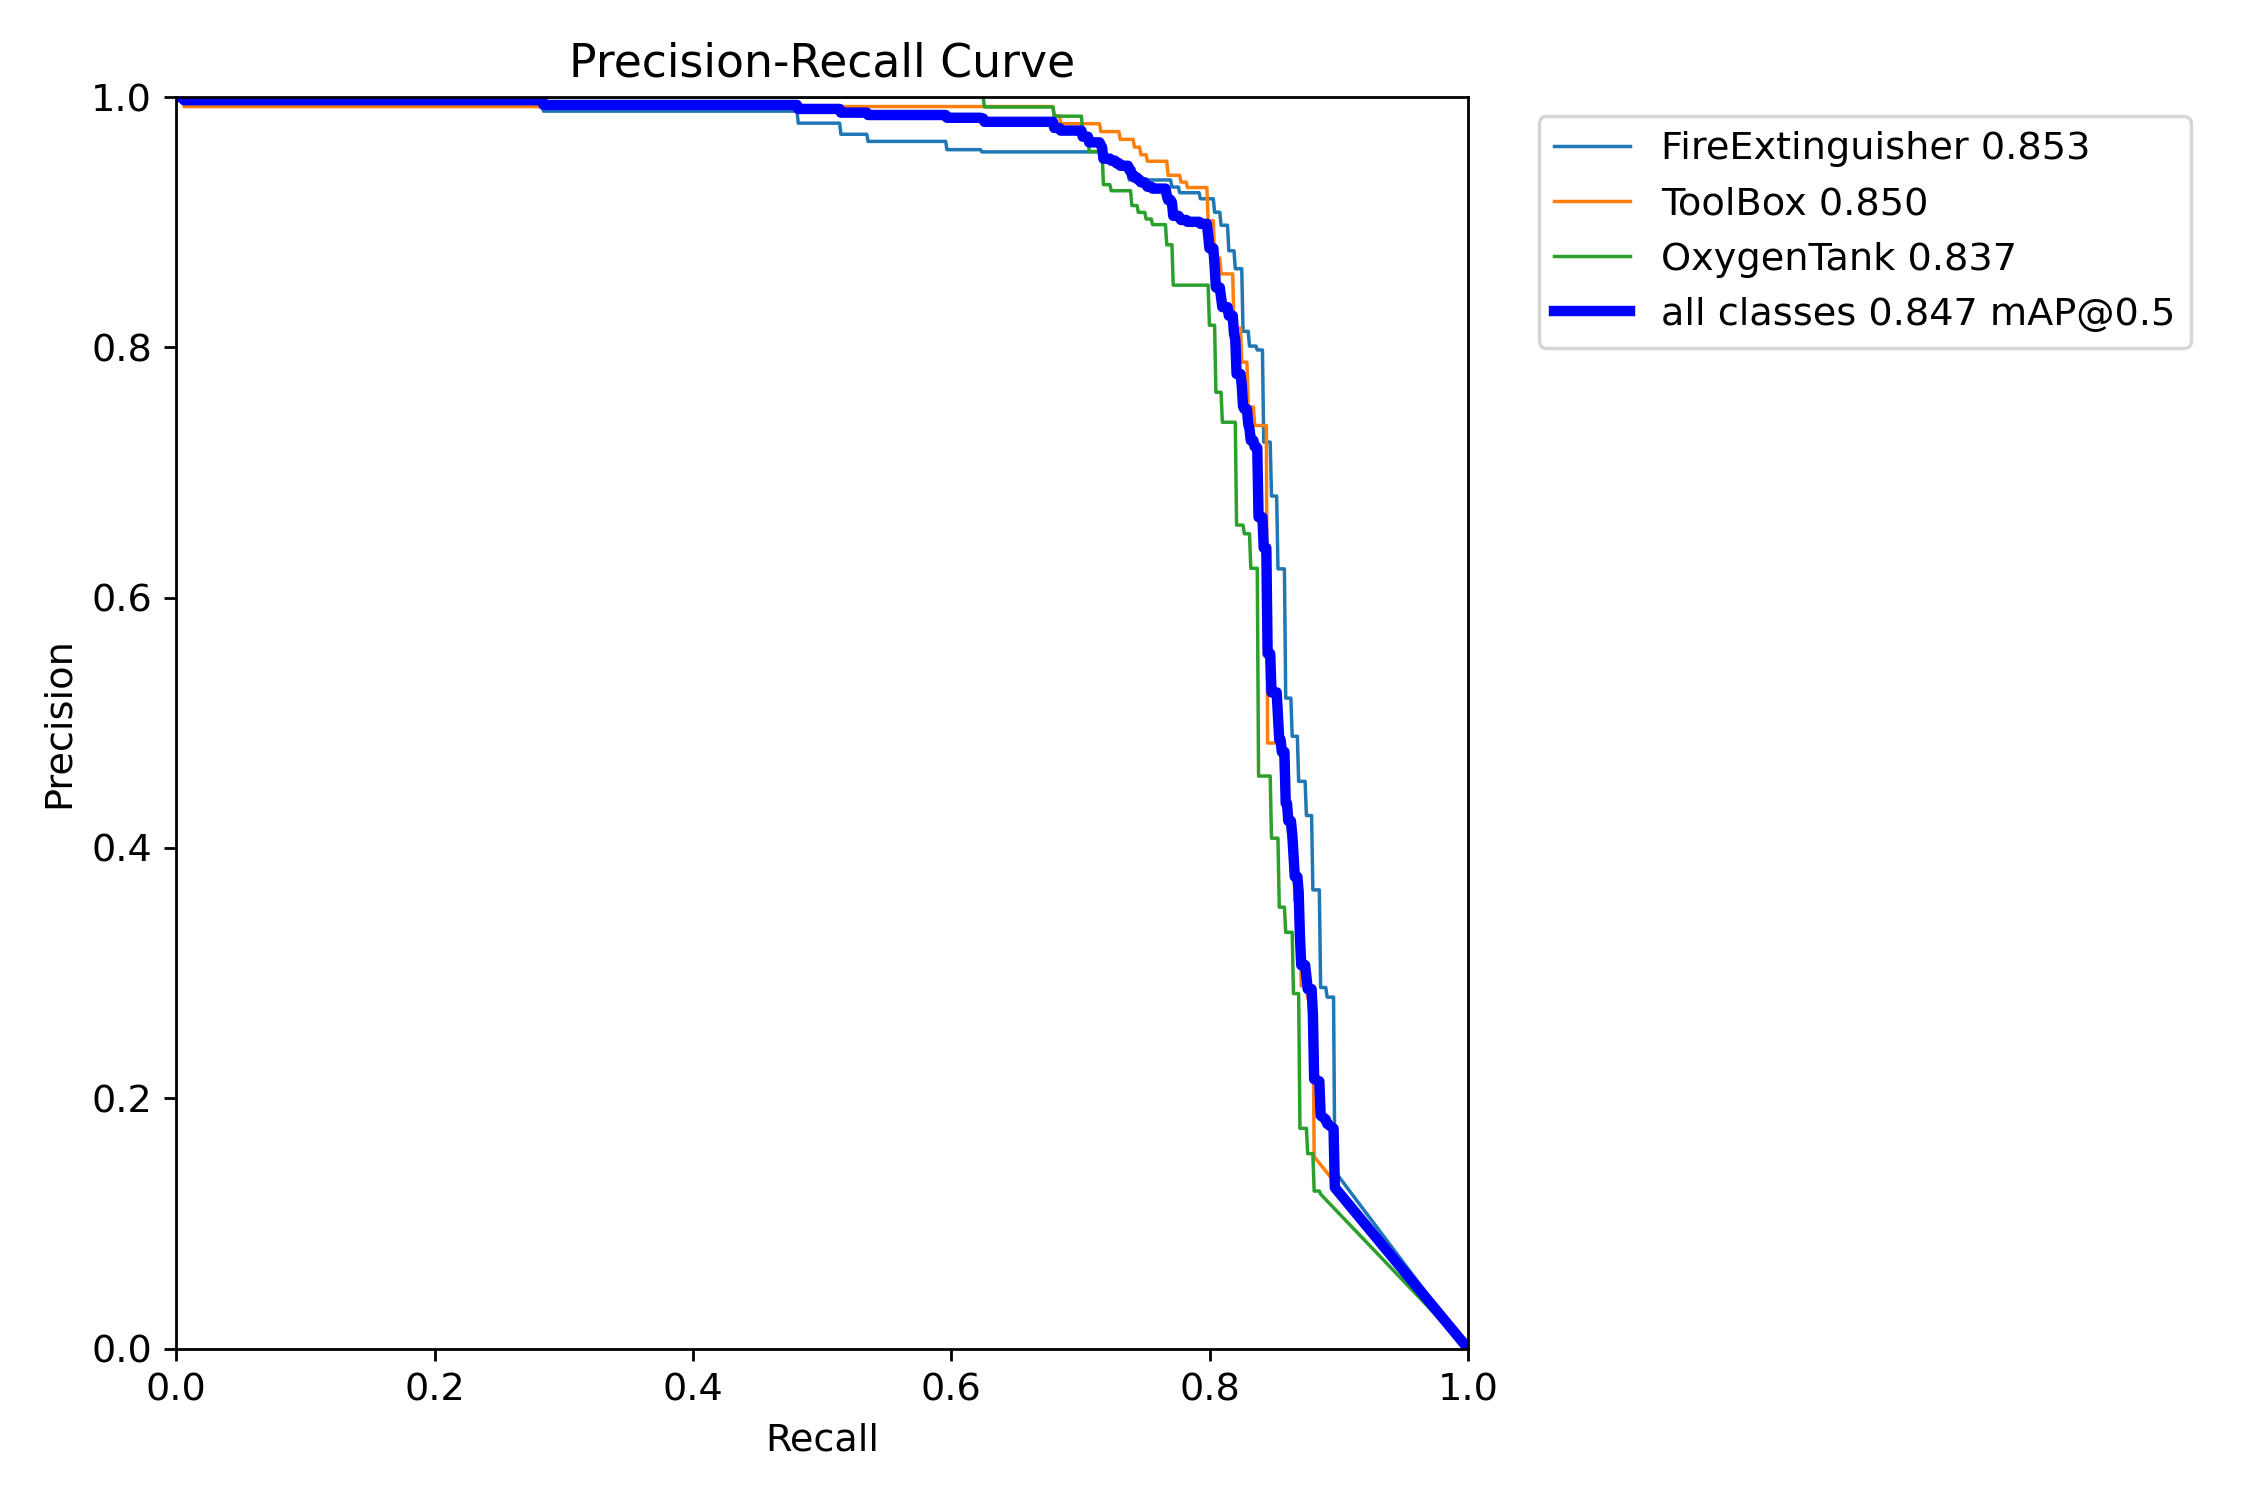 Precision-Recall Curve
1.0
0.8
0.6
0.4
0.2
0.0
Precision
0.0 0.2 0.4 0.6 0.8 1.0
Recall
FireExtinguisher 0.853
ToolBox 0.850
OxygenTank 0.837
all classes 0.847 mAP@0.5